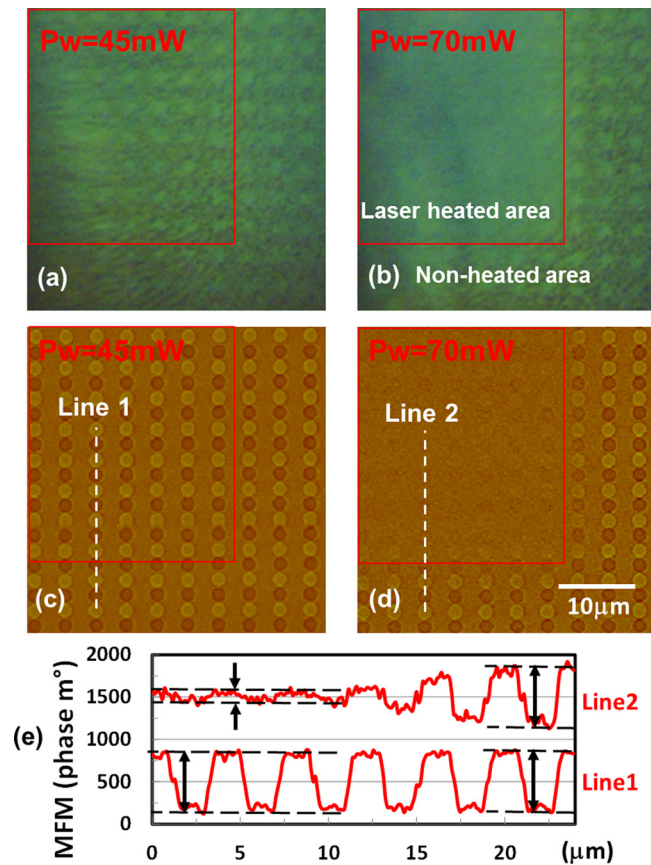 Pw=45mW
Pw=70mW
Laser heated area
(a)
(b)
Non-heated area
Pw=45mW
Pw=70mW
Line 1
Line 2
(c)
(d)
10μm
(e)
MFM (phase m°)
2000
1500
1000
500
0
Line2
Line1
0
5
10
15
20
(μm)